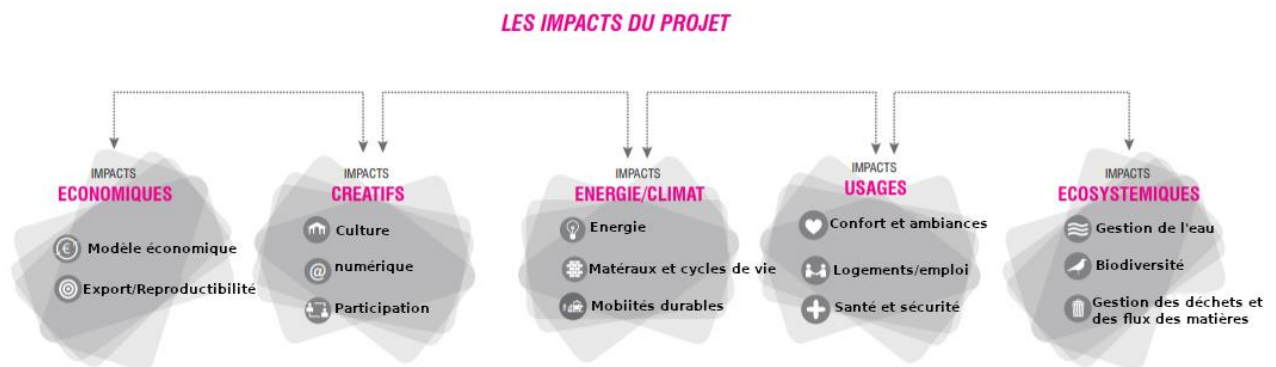 LES IMPACTS DU PROJET
IMPACTS
ECONOMIQUES
€ Modèle économique
Export/Reproductibilité
IMPACTS
CREATIFS
Culture
@ numérique
Participation
IMPACTS
ENERGIE/CLIMAT
Energie
Matéraux et cycles de vie
Mobiités durables
IMPACTS
USAGES
Confort et ambiances
Logements/emploi
Santé et sécurité
IMPACTS
ECOSYSTEMIQUES
Gestion de l'eau
Biodiversité
Gestion des déchets et
des flux des matières